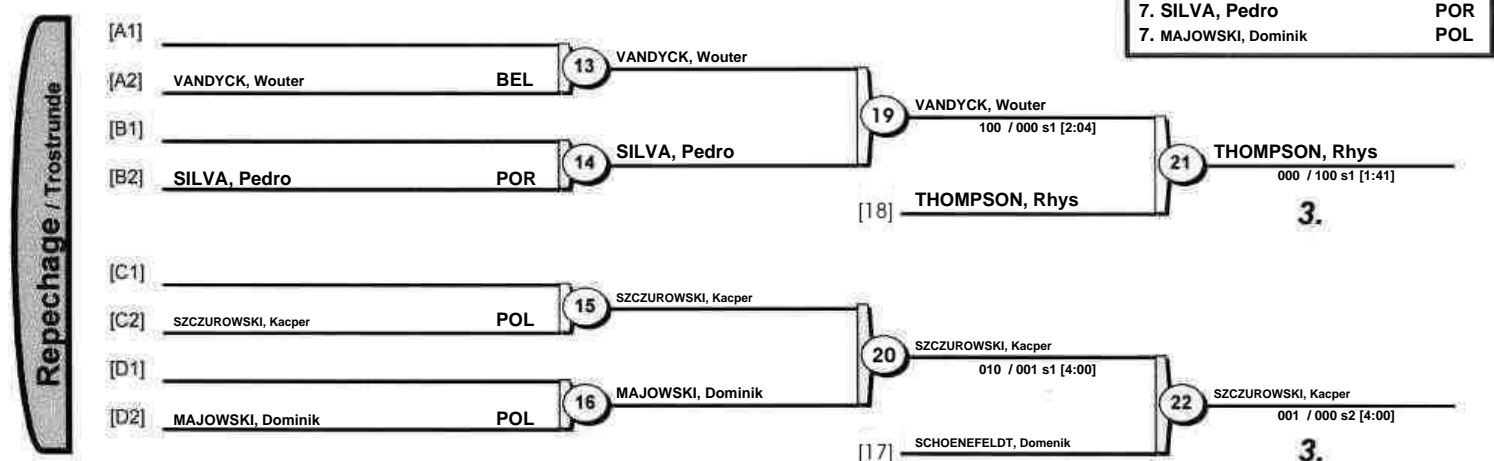 7. SILVA, Pedro POR
7. MAJOWSKI, Dominik POL
Repechage / Trostrunde
[A1]
[A2] VANDYCK, Wouter BEL
13 VANDYCK, Wouter
[B1]
[B2] SILVA, Pedro POR
14 SILVA, Pedro
19 VANDYCK, Wouter
100 / 000 s1 [2:04]
[18] THOMPSON, Rhys
21 THOMPSON, Rhys
000 / 100 s1 [1:41]
3.
[C1]
[C2] SZCZUROWSKI, Kacper POL
15 SZCZUROWSKI, Kacper
[D1]
[D2] MAJOWSKI, Dominik POL
16 MAJOWSKI, Dominik
20 SZCZUROWSKI, Kacper
010 / 001 s1 [4:00]
[17] SCHOENEFELDT, Domenik
22 SZCZUROWSKI, Kacper
001 / 000 s2 [4:00]
3.